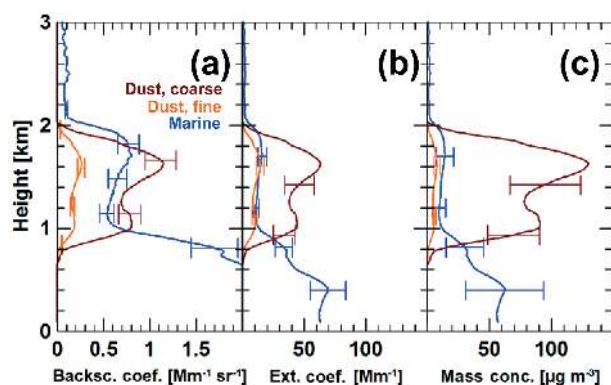 3
2
1
0
Height [km]
(a)
(b)
(c)
Dust, coarse
Dust, fine
Marine
0 0.5 1 1.5
50 100
50 100
Backsc. coef. [Mm⁻¹ sr⁻¹]
Ext. coef. [Mm⁻¹]
Mass conc. [µg m⁻³]